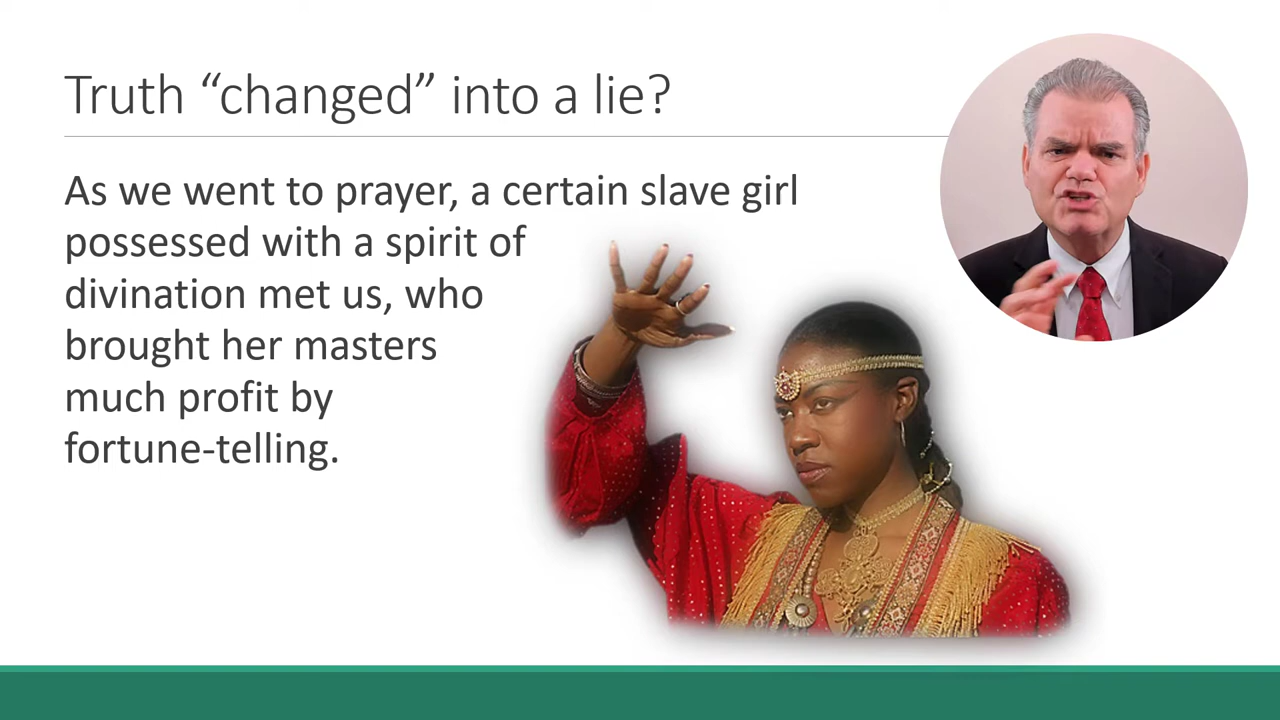 Truth “changed” into a lie?
As we went to prayer, a certain slave girl
possessed with a spirit of
divination met us, who
brought her masters
much profit by
fortune-telling.